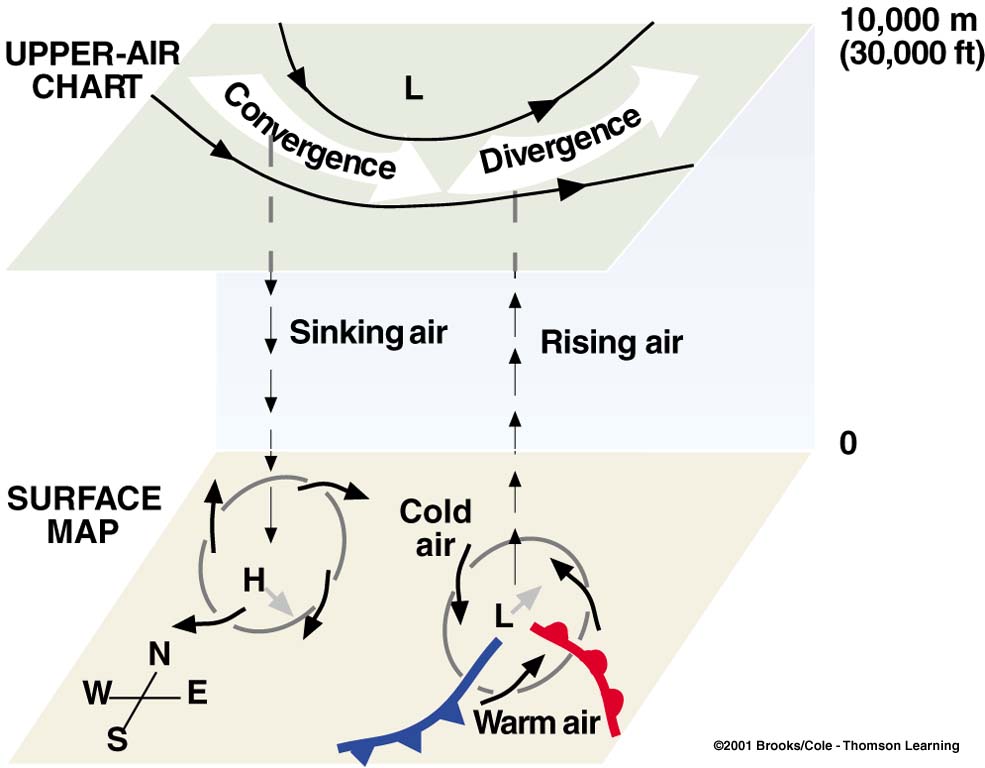 10,000 m
(30,000 ft)
UPPER-AIR
CHART
L
Convergence
Divergence
Sinking air
Rising air
0
SURFACE
MAP
Cold
air
H
L
N
W E
S
Warm air
©2001 Brooks/Cole - Thomson Learning